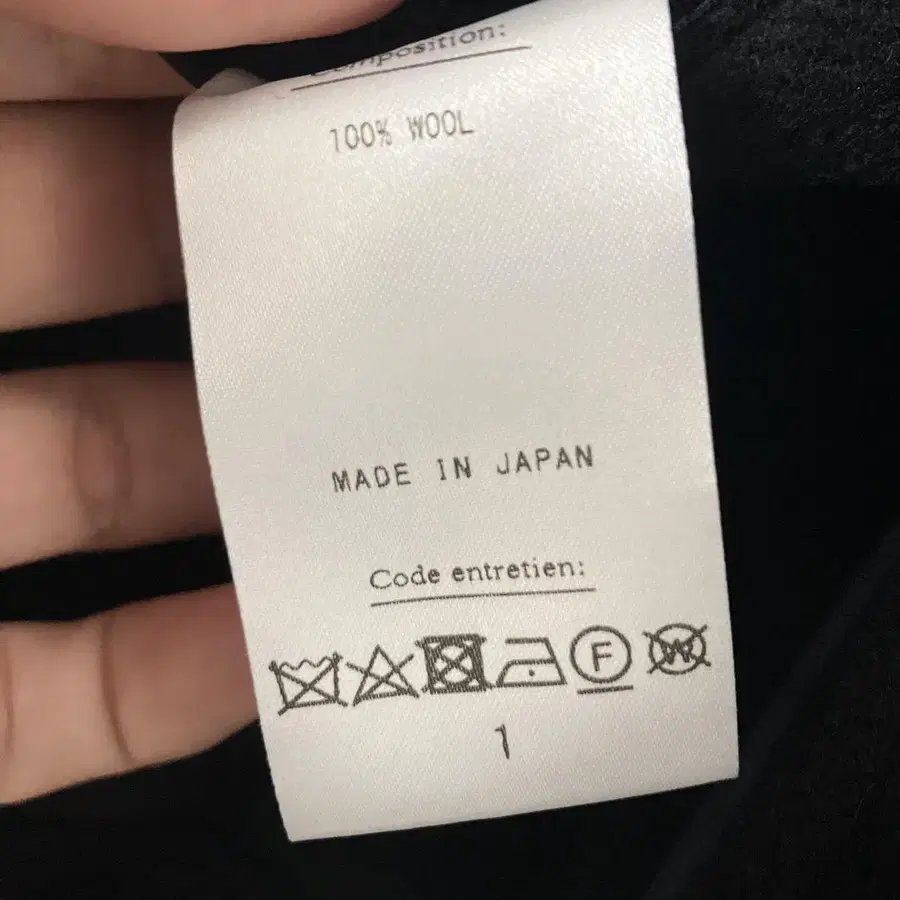 Composition:
100% WOOL
MADE IN JAPAN
Code entretien:
F W
1